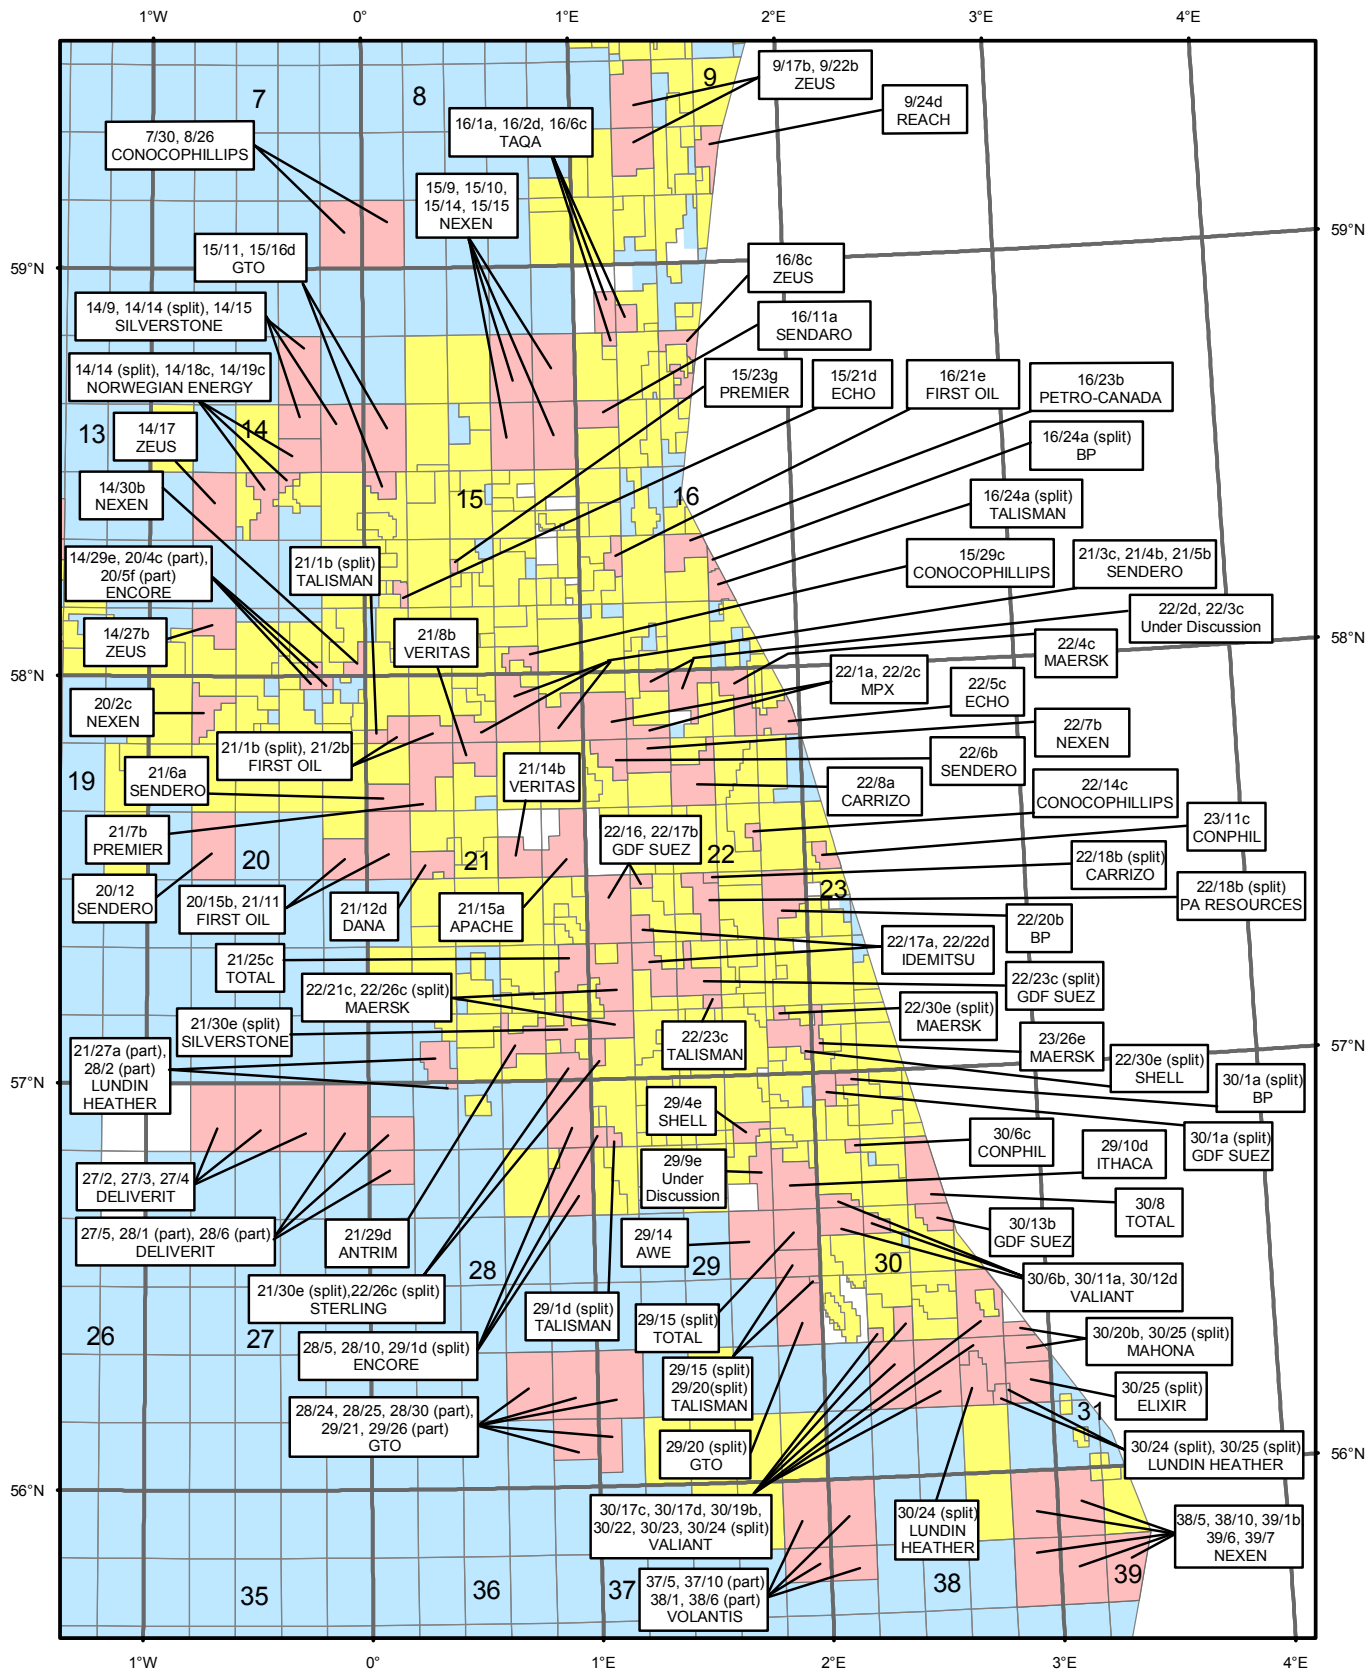 1°W
0°
1°E
2°E
3°E
4°E
7
8
9
9/17b, 9/22b
ZEUS
9/24d
REACH
7/30, 8/26
CONOCOPHILLIPS
16/1a, 16/2d, 16/6c
TAQA
15/9, 15/10,
15/14, 15/15
NEXEN
59°N
59°N
15/11, 15/16d
GTO
16/8c
ZEUS
14/9, 14/14 (split), 14/15
SILVERSTONE
16/11a
SENDARO
14/14 (split), 14/18c, 14/19c
NORWEGIAN ENERGY
15/23g
PREMIER
15/21d
ECHO
16/21e
FIRST OIL
16/23b
PETRO-CANADA
13
14
14/17
ZEUS
16/24a (split)
BP
14/30b
NEXEN
15
16
16/24a (split)
TALISMAN
14/29e, 20/4c (part),
20/5f (part)
ENCORE
21/1b (split)
TALISMAN
15/29c
CONOCOPHILLIPS
21/3c, 21/4b, 21/5b
SENDERO
22/2d, 22/3c
Under Discussion
14/27b
ZEUS
21/8b
VERITAS
58°N
58°N
22/4c
MAERSK
22/1a, 22/2c
MPX
22/5c
ECHO
20/2c
NEXEN
22/7b
NEXEN
21/1b (split), 21/2b
FIRST OIL
22/6b
SENDERO
19
21/6a
SENDERO
21/14b
VERITAS
22/8a
CARRIZO
22/14c
CONOCOPHILLIPS
21/7b
PREMIER
22/16, 22/17b
GDF SUEZ
23/11c
CONPHIL
20
21
22
23
22/18b (split)
CARRIZO
20/12
SENDERO
20/15b, 21/11
FIRST OIL
21/12d
DANA
21/15a
APACHE
22/18b (split)
PA RESOURCES
22/20b
BP
22/17a, 22/22d
IDEMITSU
21/25c
TOTAL
22/21c, 22/26c (split)
MAERSK
22/23c (split)
GDF SUEZ
21/30e (split)
SILVERSTONE
22/23c
TALISMAN
22/30e (split)
MAERSK
23/26e
MAERSK
21/27a (part),
28/2 (part)
LUNDIN
HEATHER
57°N
57°N
22/30e (split)
SHELL
30/1a (split)
BP
29/4e
SHELL
30/6c
CONPHIL
30/1a (split)
GDF SUEZ
29/10d
ITHACA
29/9e
Under
Discussion
27/2, 27/3, 27/4
DELIVERIT
30/8
TOTAL
27/5, 28/1 (part), 28/6 (part)
DELIVERIT
21/29d
ANTRIM
29/14
AWE
30/13b
GDF SUEZ
28
29
30
21/30e (split),22/26c (split)
STERLING
30/6b, 30/11a, 30/12d
VALIANT
29/1d (split)
TALISMAN
29/15 (split)
TOTAL
26
27
28/5, 28/10, 29/1d (split)
ENCORE
30/20b, 30/25 (split)
MAHONA
29/15 (split)
29/20(split)
TALISMAN
30/25 (split)
ELIXIR
31
28/24, 28/25, 28/30 (part),
29/21, 29/26 (part)
GTO
29/20 (split)
GTO
30/24 (split), 30/25 (split)
LUNDIN HEATHER
56°N
56°N
30/17c, 30/17d, 30/19b,
30/22, 30/23, 30/24 (split)
VALIANT
30/24 (split)
LUNDIN
HEATHER
38/5, 38/10, 39/1b
39/6, 39/7
NEXEN
35
36
37
38
39
37/5, 37/10 (part)
38/1, 38/6 (part)
VOLANTIS
1°W
0°
1°E
2°E
3°E
4°E